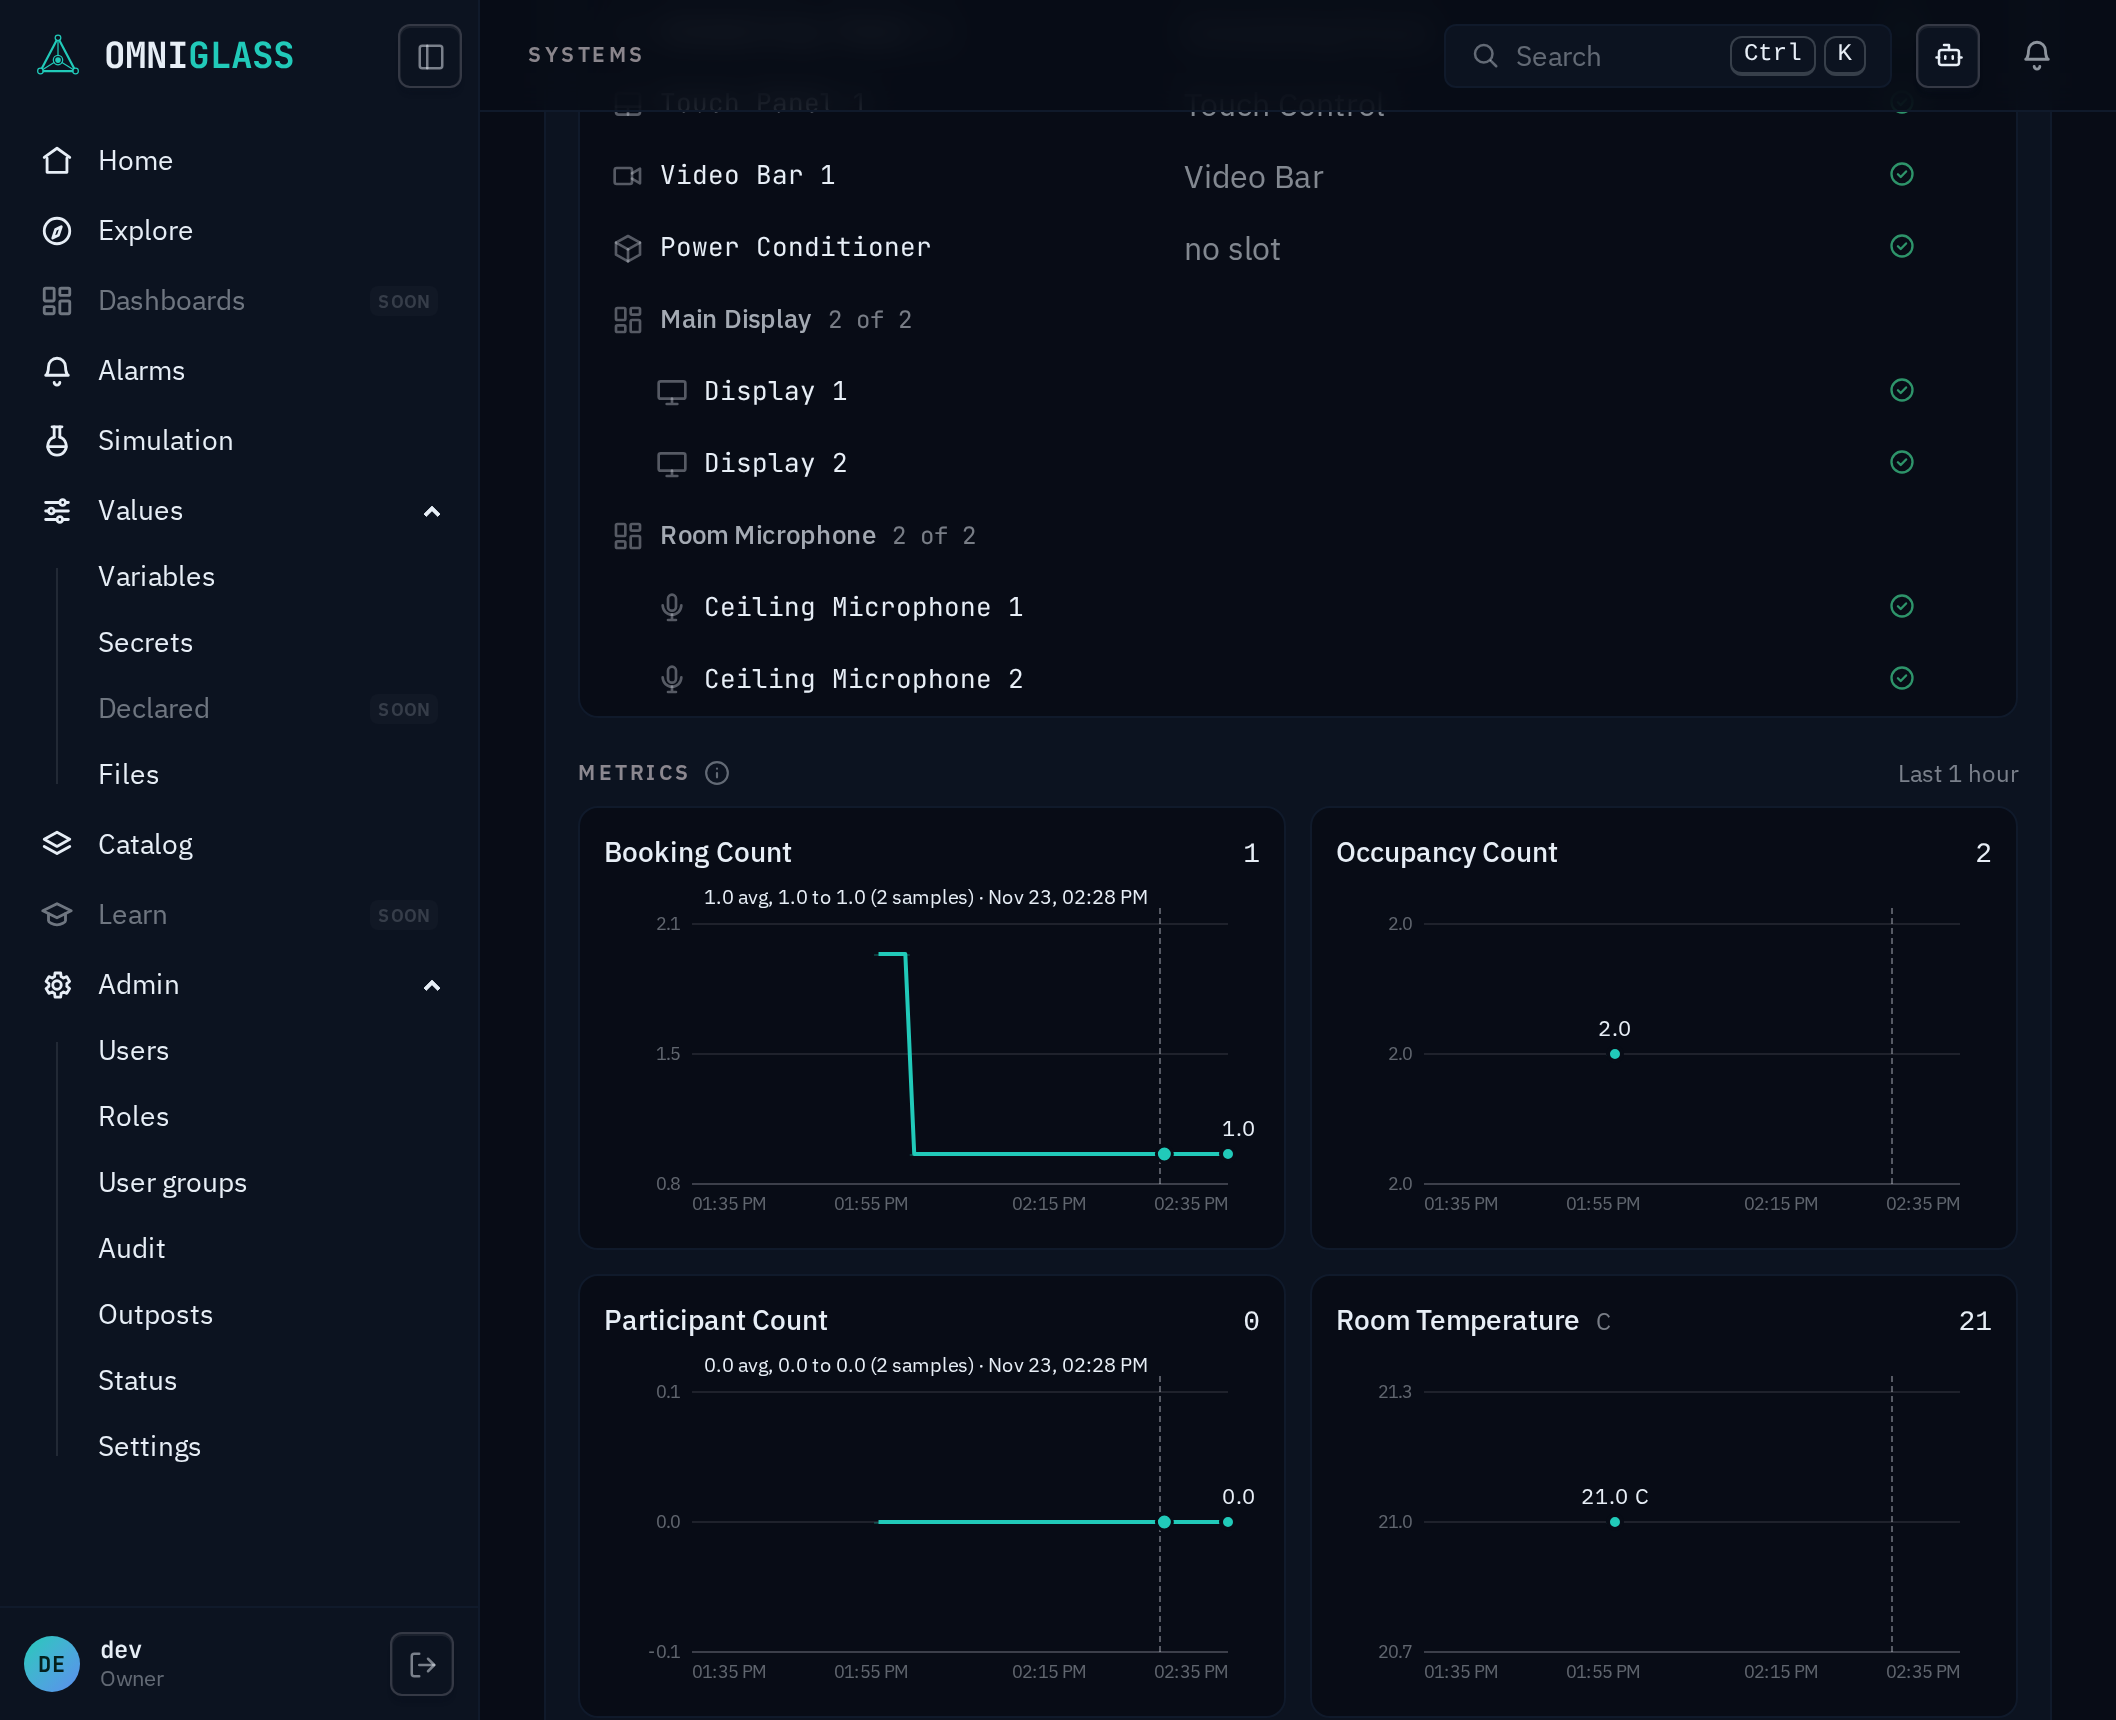 OMNIGLASS
SYSTEMS
Search
Ctrl K
Home
Explore
Dashboards SOON
Alarms
Simulation
Values
Variables
Secrets
Declared SOON
Files
Catalog
Learn SOON
Admin
Users
Roles
User groups
Audit
Outposts
Status
Settings
DE
dev
Owner
Touch Panel 1 Touch Control
Video Bar 1 Video Bar
Power Conditioner no slot
Main Display 2 of 2
Display 1
Display 2
Room Microphone 2 of 2
Ceiling Microphone 1
Ceiling Microphone 2
METRICS Last 1 hour
Booking Count 1
1.0 avg, 1.0 to 1.0 (2 samples) · Nov 23, 02:28 PM
2.1
1.5
1.0
0.8
01:35 PM 01:55 PM 02:15 PM 02:35 PM
Occupancy Count 2
2.0
2.0
2.0
2.0
01:35 PM 01:55 PM 02:15 PM 02:35 PM
Participant Count 0
0.0 avg, 0.0 to 0.0 (2 samples) · Nov 23, 02:28 PM
0.1
0.0
0.0
-0.1
01:35 PM 01:55 PM 02:15 PM 02:35 PM
Room Temperature C 21
21.3
21.0 C
21.0
20.7
01:35 PM 01:55 PM 02:15 PM 02:35 PM